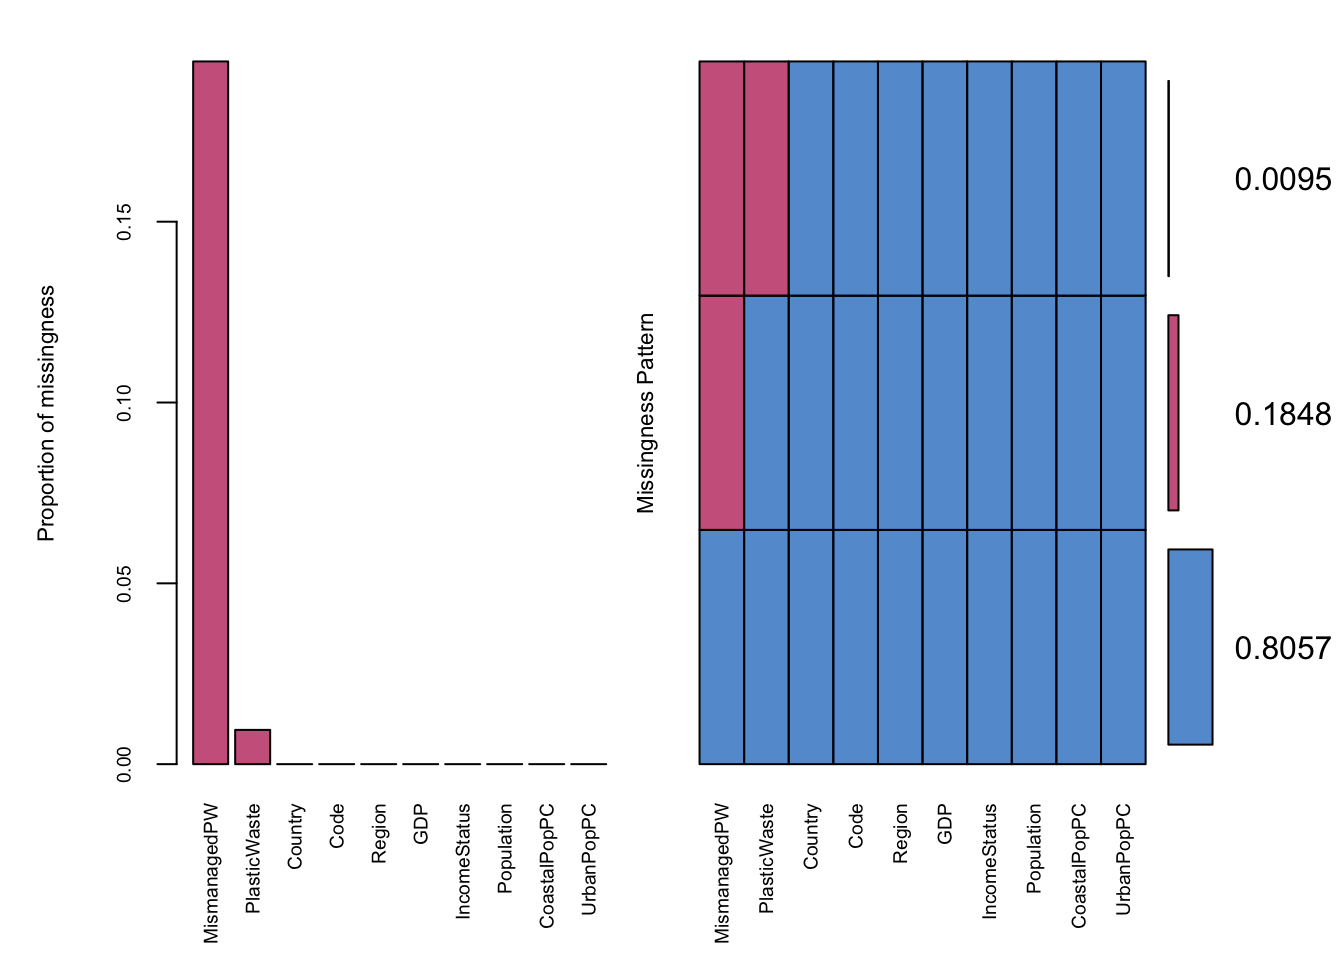 Proportion of missingness
0.15
0.10
0.05
0.00
MismanagedPW
PlasticWaste
Country
Code
Region
GDP
IncomeStatus
Population
CoastalPopPC
UrbanPopPC
Missingness Pattern
MismanagedPW
PlasticWaste
Country
Code
Region
GDP
IncomeStatus
Population
CoastalPopPC
UrbanPopPC
0.0095
0.1848
0.8057